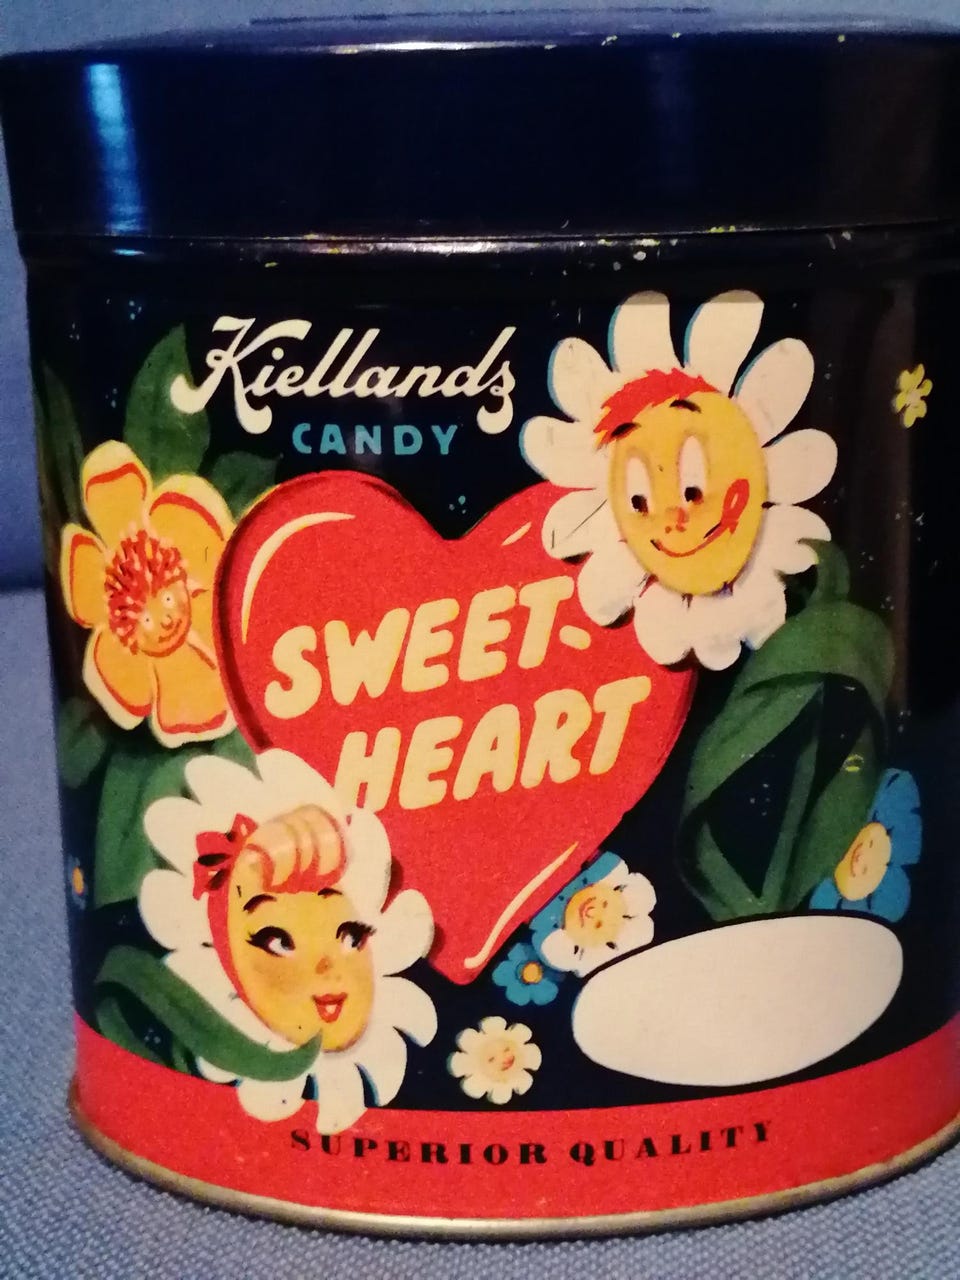 Kiellands
CANDY
SWEET-
HEART
SUPERIOR QUALITY